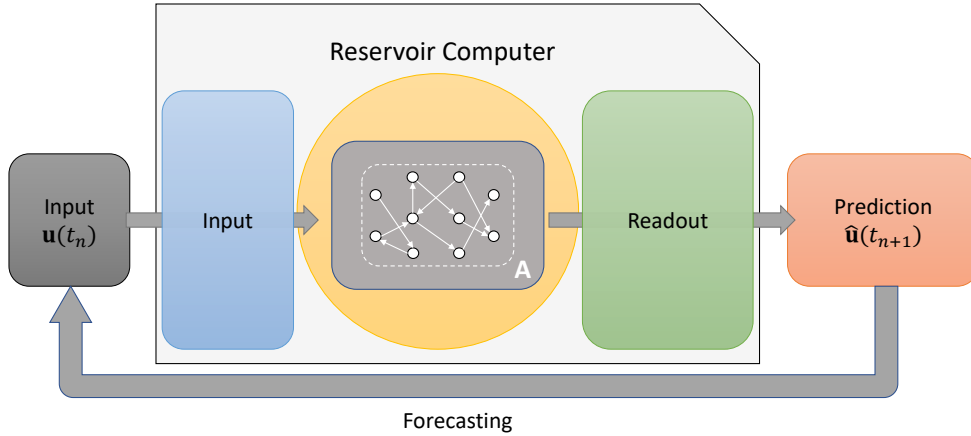 Reservoir Computer
Input
𝐮(𝑡ₙ)
Input
A
Readout
Prediction
𝐮̂(𝑡ₙ₊₁)
Forecasting